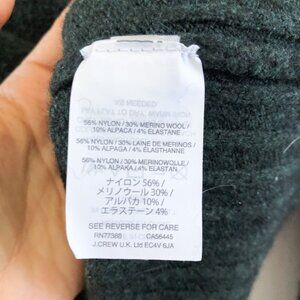 56% NYLON / 30% MERINO WOOL /
10% ALPACA / 4% ELASTANE
56% NYLON / 30% LAINE DE MERINOS /
10% ALPAGA / 4% ELASTHANNE
56% NYLON / 30% MERINOWOLLE /
10% ALPAKA / 4% ELASTAN
ナイロン 56% /
メリノウール 30% /
アルパカ 10% /
エラステーン 4%
SEE REVERSE FOR CARE
RN77388 CA56445
J.CREW U.K. Ltd EC4V 6JA